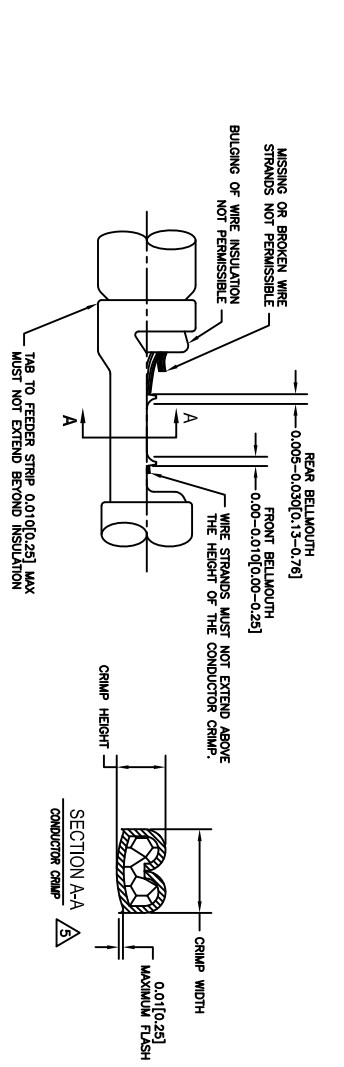 REAR BELLMOUTH
0.005-0.030[0.13-0.76]
FRONT BELLMOUTH
0.00-0.010[0.00-0.25]
MISSING OR BROKEN WIRE
STRANDS NOT PERMISSIBLE
BULGING OF WIRE INSULATION
NOT PERMISSIBLE
WIRE STRANDS MUST NOT EXTEND ABOVE
THE HEIGHT OF THE CONDUCTOR CRIMP.
A
A
TAB TO FEEDER STRIP 0.010[0.25] MAX
MUST NOT EXTEND BEYOND INSULATION
CRIMP WIDTH
CRIMP HEIGHT
0.01[0.25]
MAXIMUM FLASH
SECTION A-A
CONDUCTOR CRIMP
5